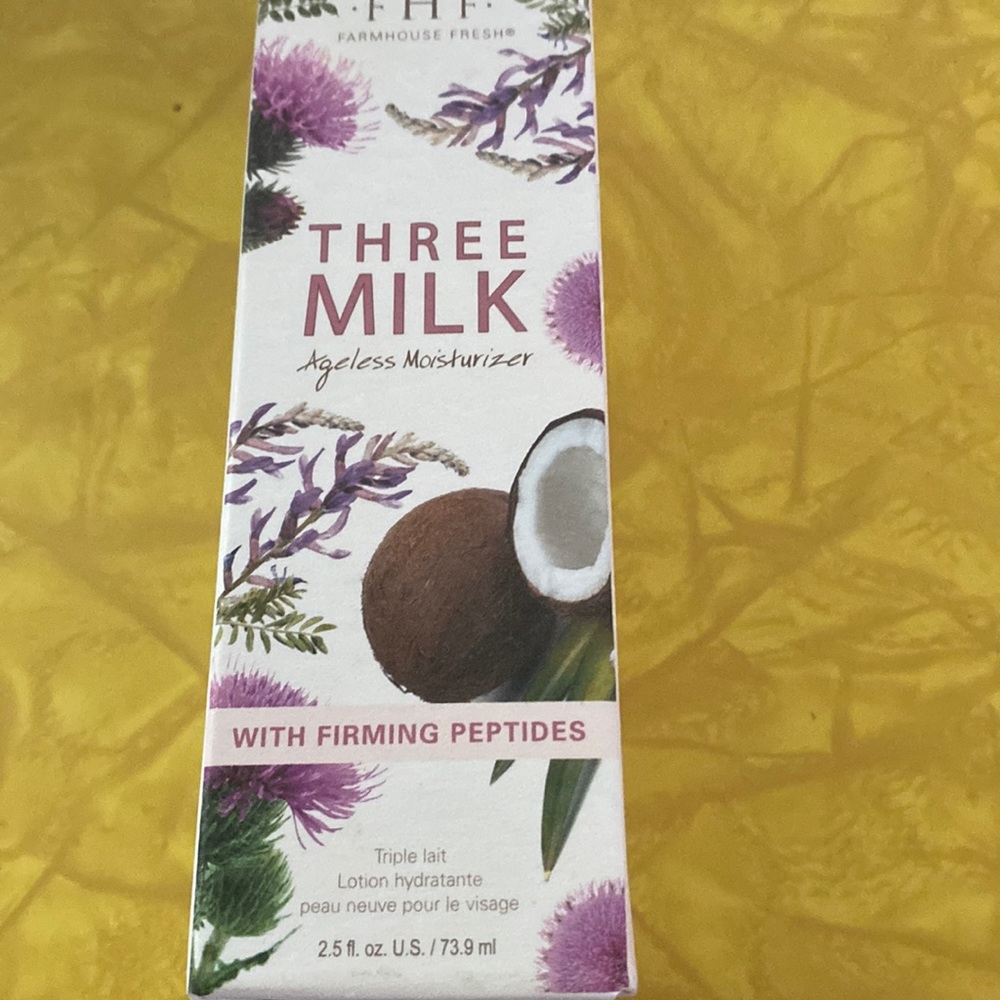 ·FHF·
FARMHOUSE FRESH®
THREE
MILK
Ageless Moisturizer
WITH FIRMING PEPTIDES
Triple lait
Lotion hydratante
peau neuve pour le visage
2.5 fl. oz. U.S. / 73.9 ml